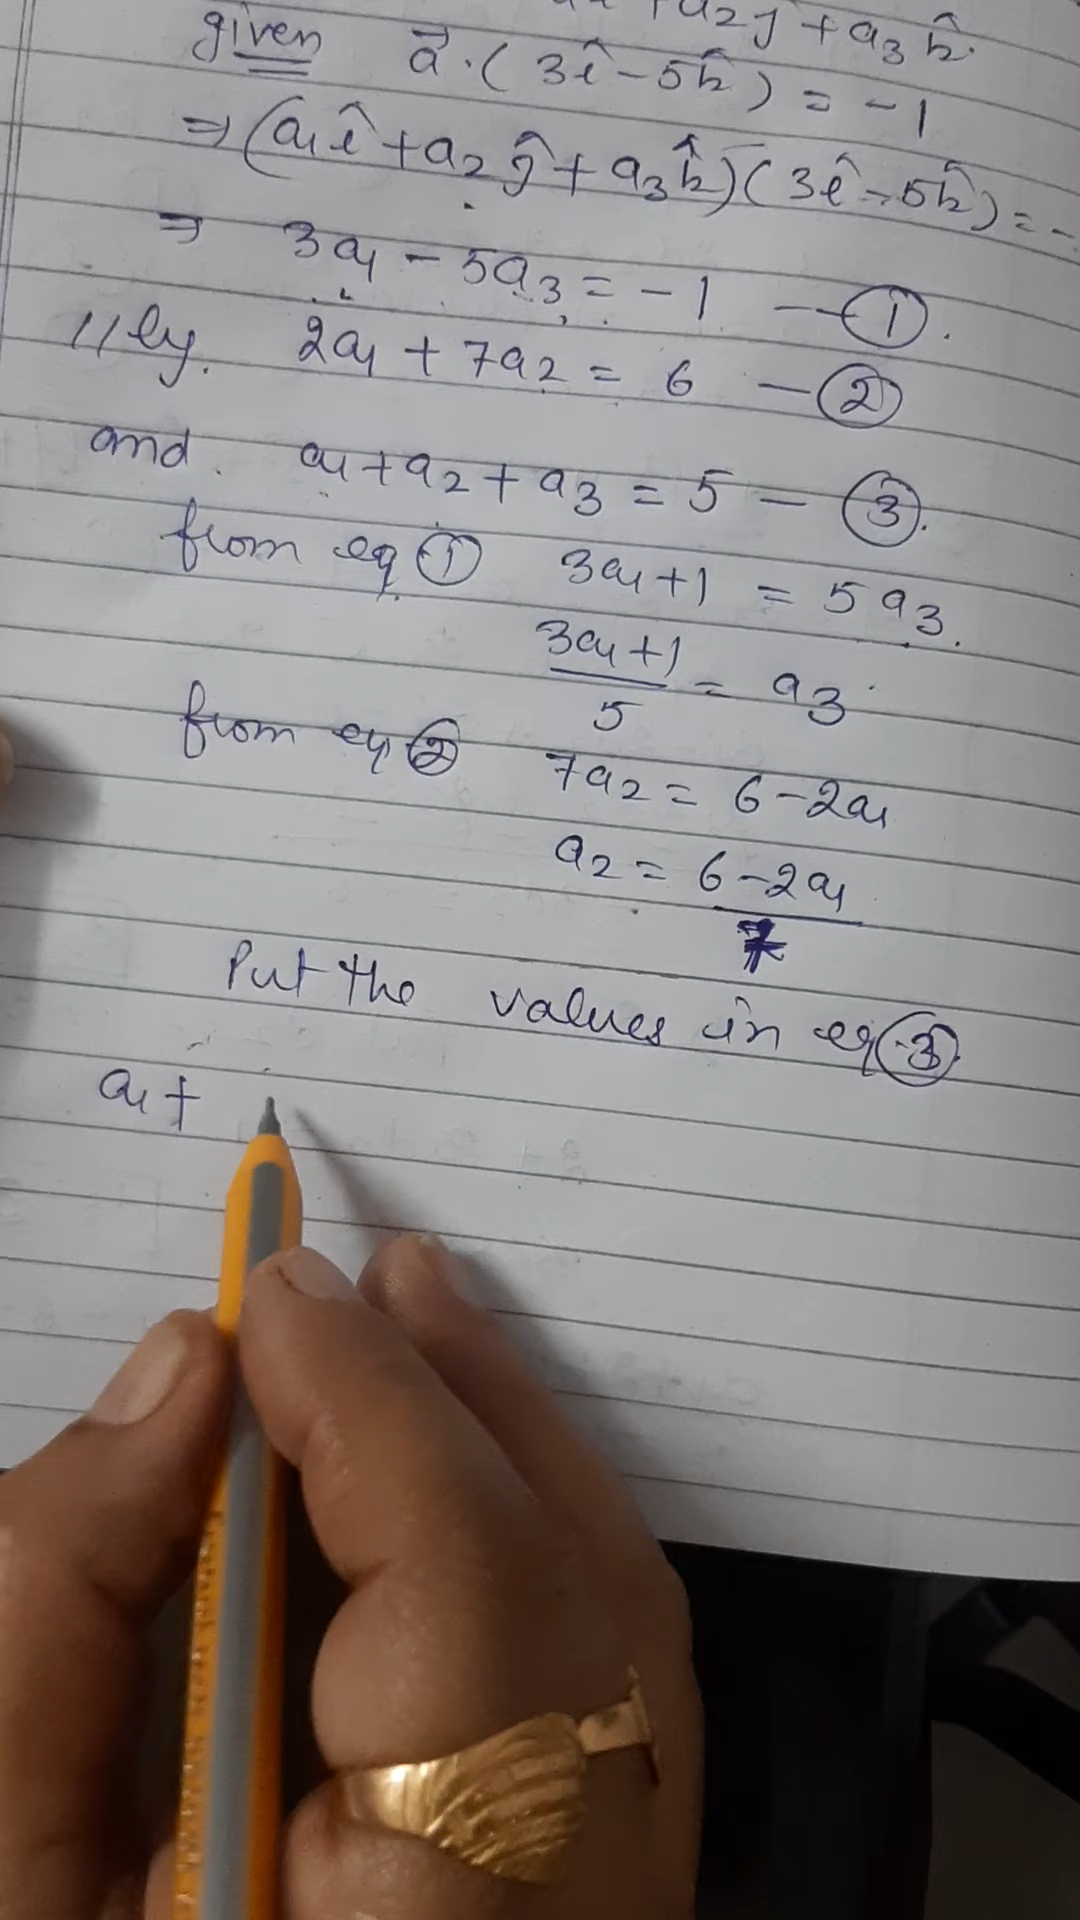 + a₂ĵ + a₃k̂.
given a⃗.(3î - 5k̂) = -1
⇒ (a₁î + a₂ĵ + a₃k̂)(3î - 5k̂) = -
⇒ 3a₁ - 5a₃ = -1 — ①.
//ly. 2a₁ + 7a₂ = 6 — ②
and. a₁ + a₂ + a₃ = 5 — ③.
from eq ① 3a₁ + 1 = 5a₃.
3a₁+1/5 = a₃
from eq ② 7a₂ = 6 - 2a₁
a₂ = 6 - 2a₁/7
Put the values in eq ③.
a₁ +